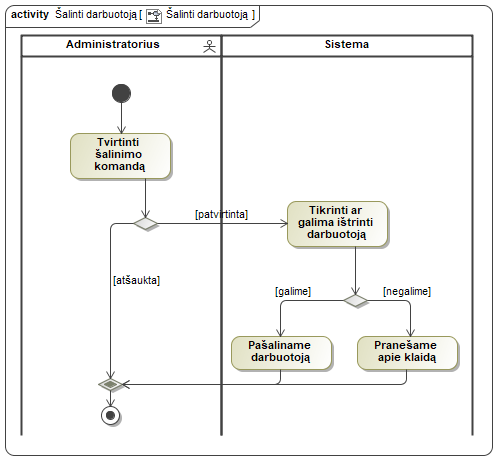 activity Šalinti darbuotoją [ Šalinti darbuotoją ]
Administratorius
Sistema
Tvirtinti
šalinimo
komandą
[patvirtinta]
Tikrinti ar
galima ištrinti
darbuotoją
[atšaukta]
[galime]
[negalime]
Pašaliname
darbuotoją
Pranešame
apie klaidą